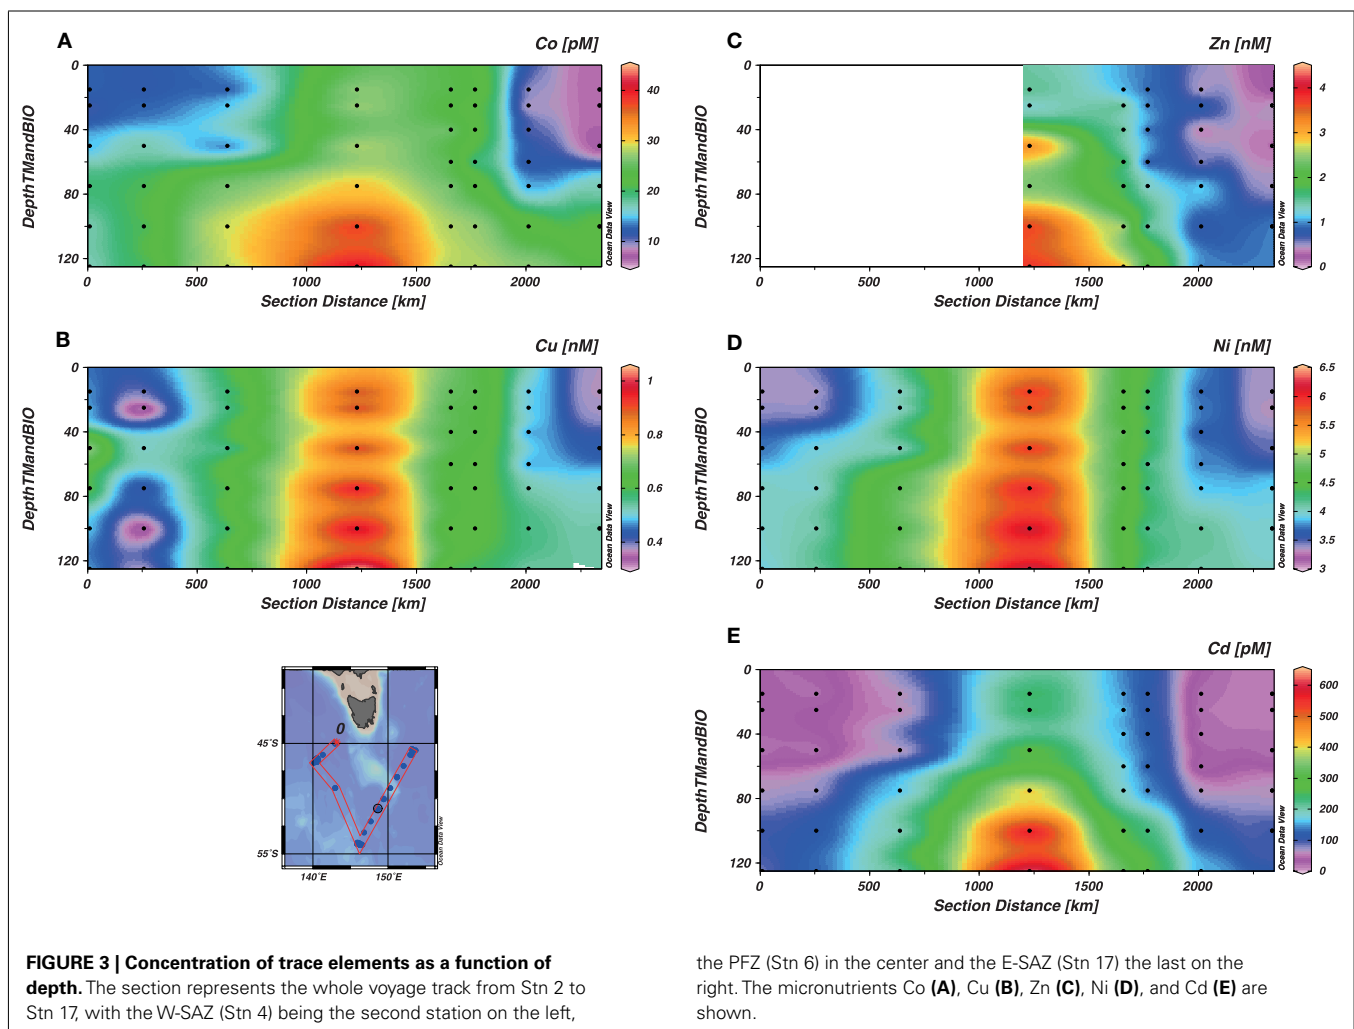 A
Co [pM]
DepthTMandBIO
0
40
80
120
0
500
1000
1500
2000
Section Distance [km]
Ocean Data View
40
30
20
10
C
Zn [nM]
DepthTMandBIO
0
40
80
120
0
500
1000
1500
2000
Section Distance [km]
Ocean Data View
4
3
2
1
0
B
Cu [nM]
DepthTMandBIO
0
40
80
120
0
500
1000
1500
2000
Section Distance [km]
Ocean Data View
1
0.8
0.6
0.4
D
Ni [nM]
DepthTMandBIO
0
40
80
120
0
500
1000
1500
2000
Section Distance [km]
Ocean Data View
6.5
6
5.5
5
4.5
4
3.5
3
0
45°S
55°S
140°E
150°E
Ocean Data View
E
Cd [pM]
DepthTMandBIO
0
40
80
120
0
500
1000
1500
2000
Section Distance [km]
Ocean Data View
600
500
400
300
200
100
0
FIGURE 3 | Concentration of trace elements as a function of
depth. The section represents the whole voyage track from Stn 2 to
Stn 17, with the W-SAZ (Stn 4) being the second station on the left,
the PFZ (Stn 6) in the center and the E-SAZ (Stn 17) the last on the
right. The micronutrients Co (A), Cu (B), Zn (C), Ni (D), and Cd (E) are
shown.